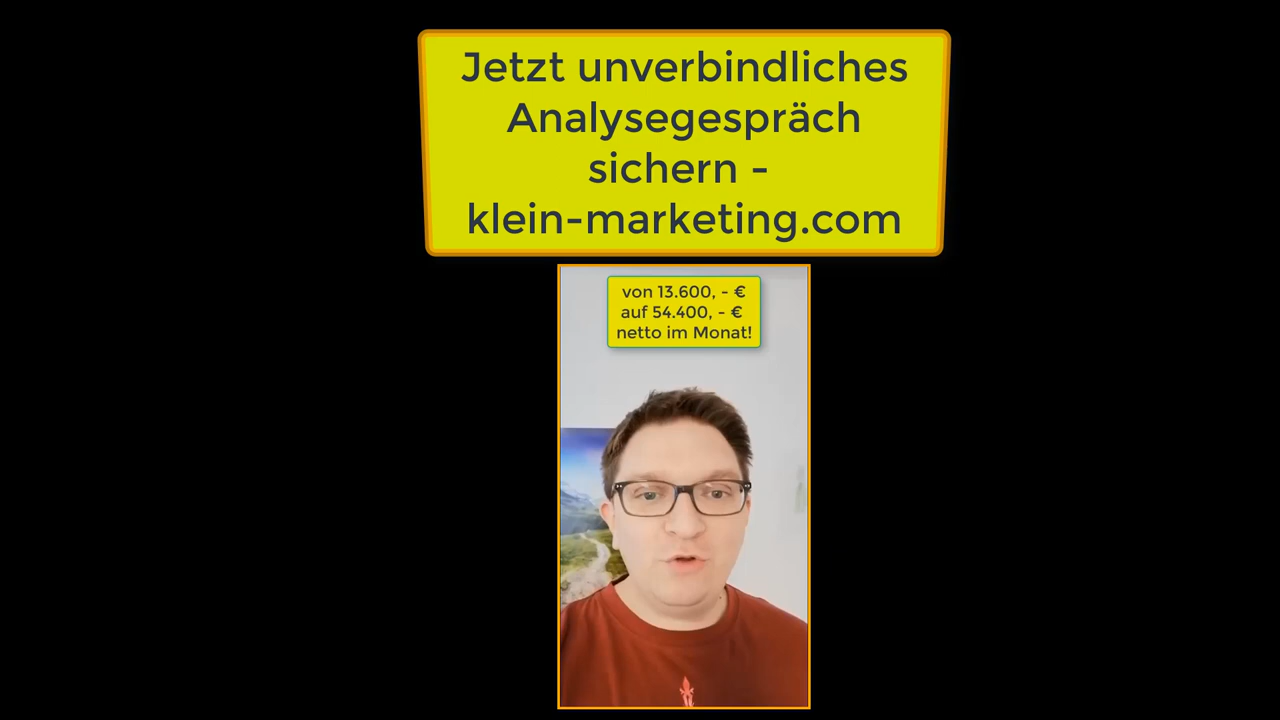 Jetzt unverbindliches
Analysegespräch
sichern -
klein-marketing.com
von 13.600, - €
auf 54.400, - €
netto im Monat!